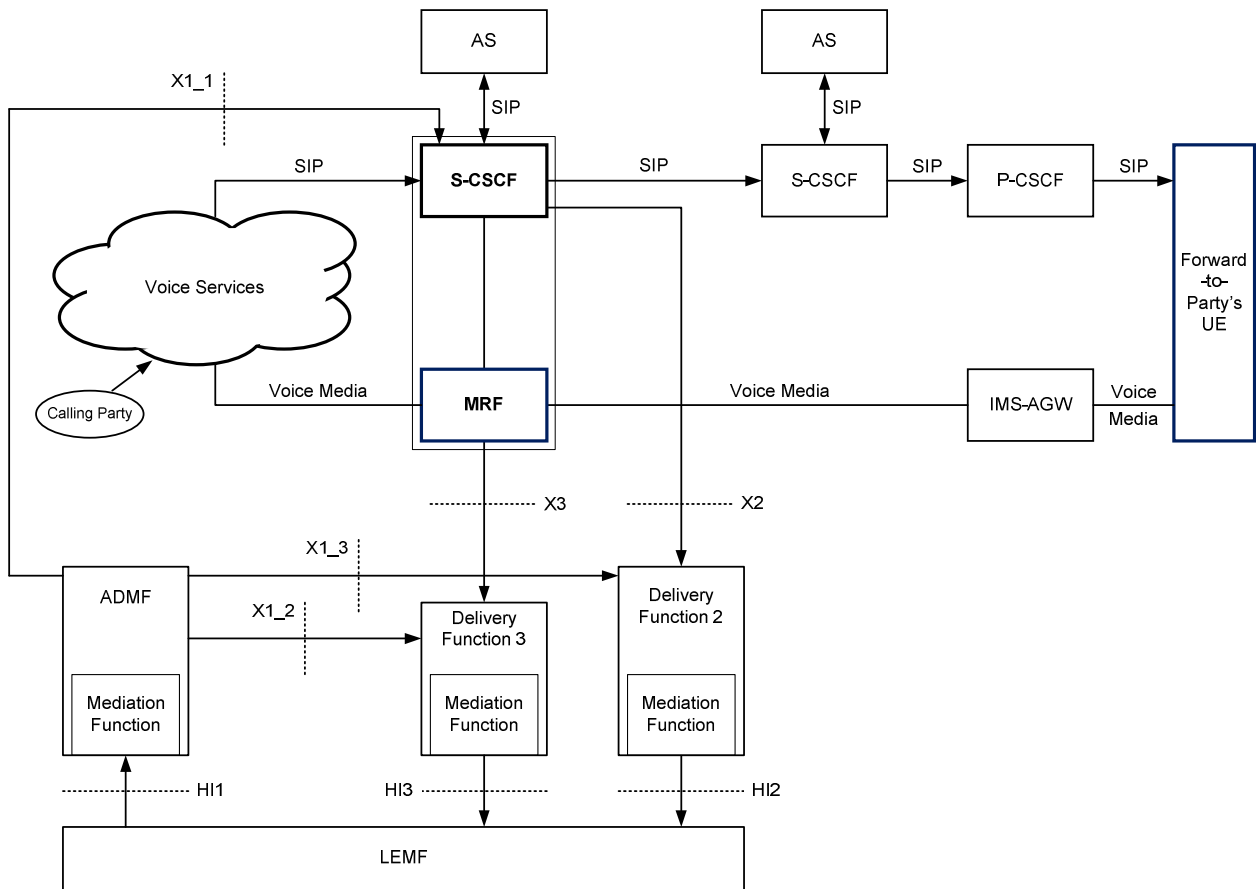 AS
AS
X1_1
SIP
SIP
SIP
S-CSCF
SIP
S-CSCF
SIP
P-CSCF
SIP
Forward
-to-
Party's
UE
Voice Services
Calling Party
Voice Media
MRF
Voice Media
IMS-AGW
Voice
Media
X3
X2
X1_3
ADMF
X1_2
Delivery
Function 3
Delivery
Function 2
Mediation
Function
Mediation
Function
Mediation
Function
HI1
HI3
HI2
LEMF